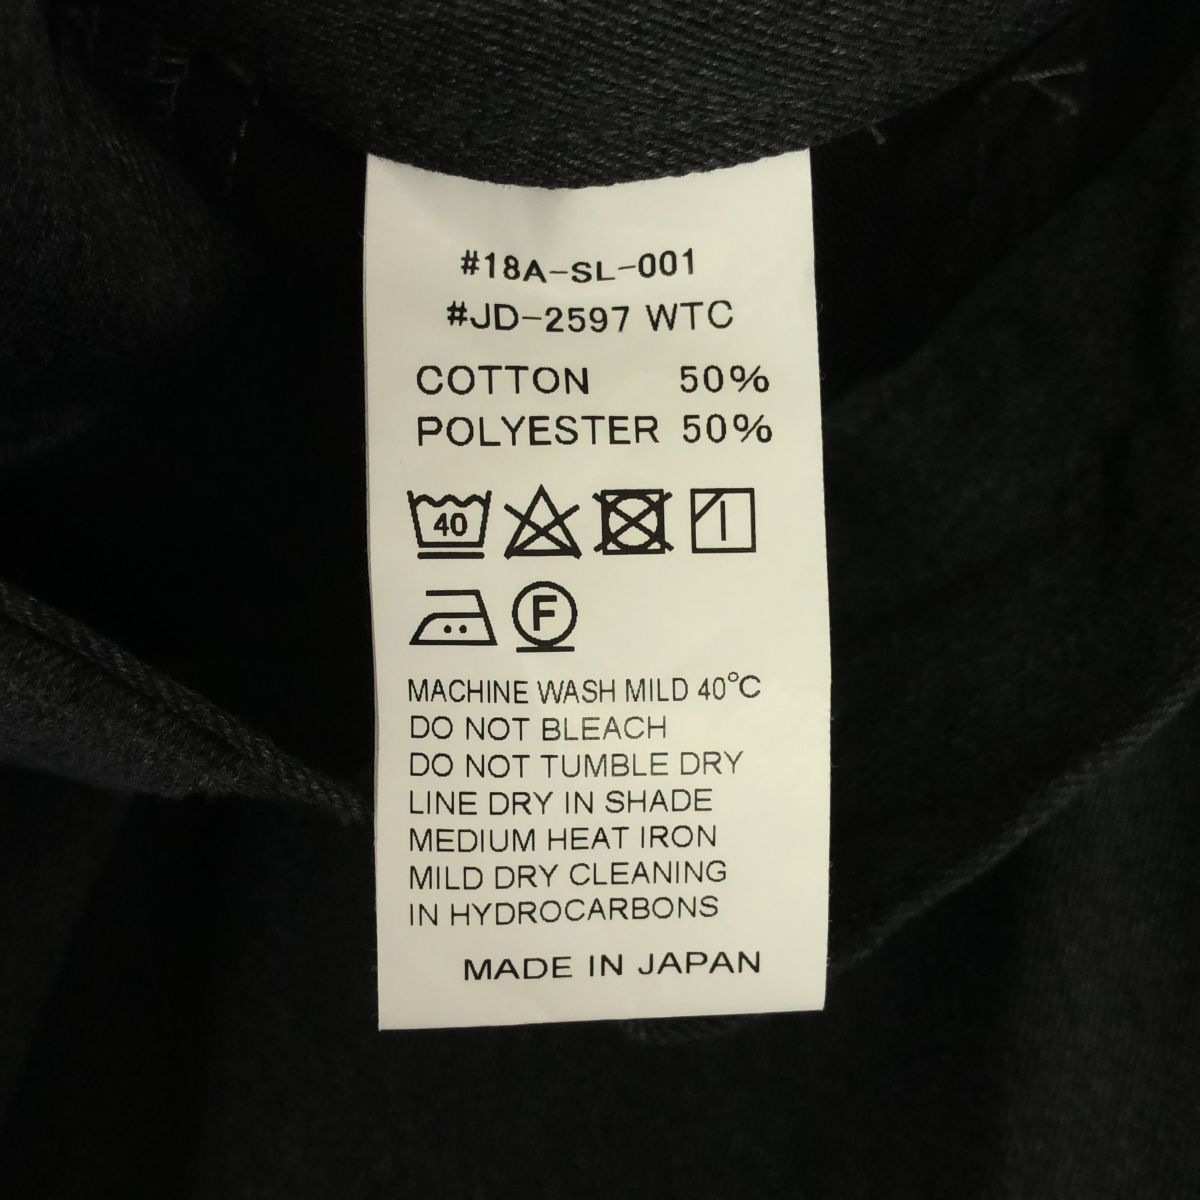 #18A-SL-001
#JD-2597 WTC
COTTON 50%
POLYESTER 50%
40
F
MACHINE WASH MILD 40°C
DO NOT BLEACH
DO NOT TUMBLE DRY
LINE DRY IN SHADE
MEDIUM HEAT IRON
MILD DRY CLEANING
IN HYDROCARBONS
MADE IN JAPAN